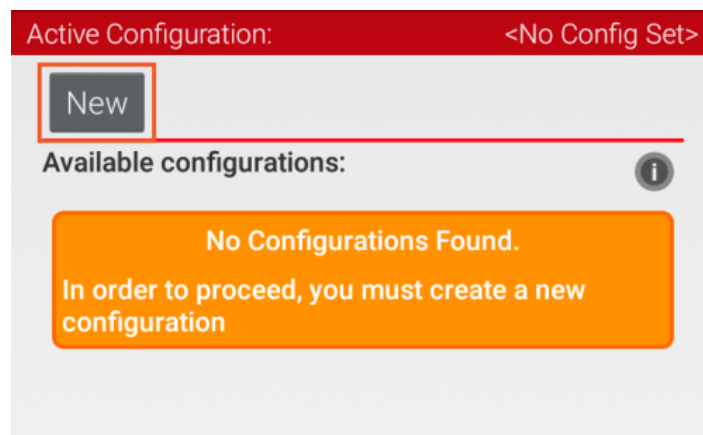 Active Configuration: <No Config Set>
New
Available configurations:
i
No Configurations Found.
In order to proceed, you must create a new
configuration